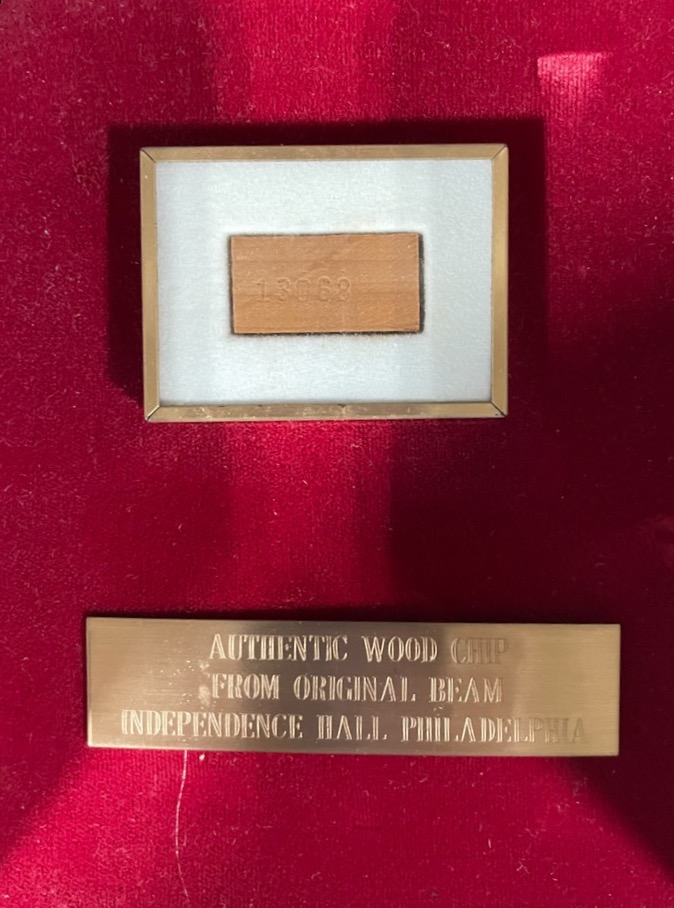 13068
AUTHENTIC WOOD CHIP
FROM ORIGINAL BEAM
INDEPENDENCE HALL PHILADELPHIA